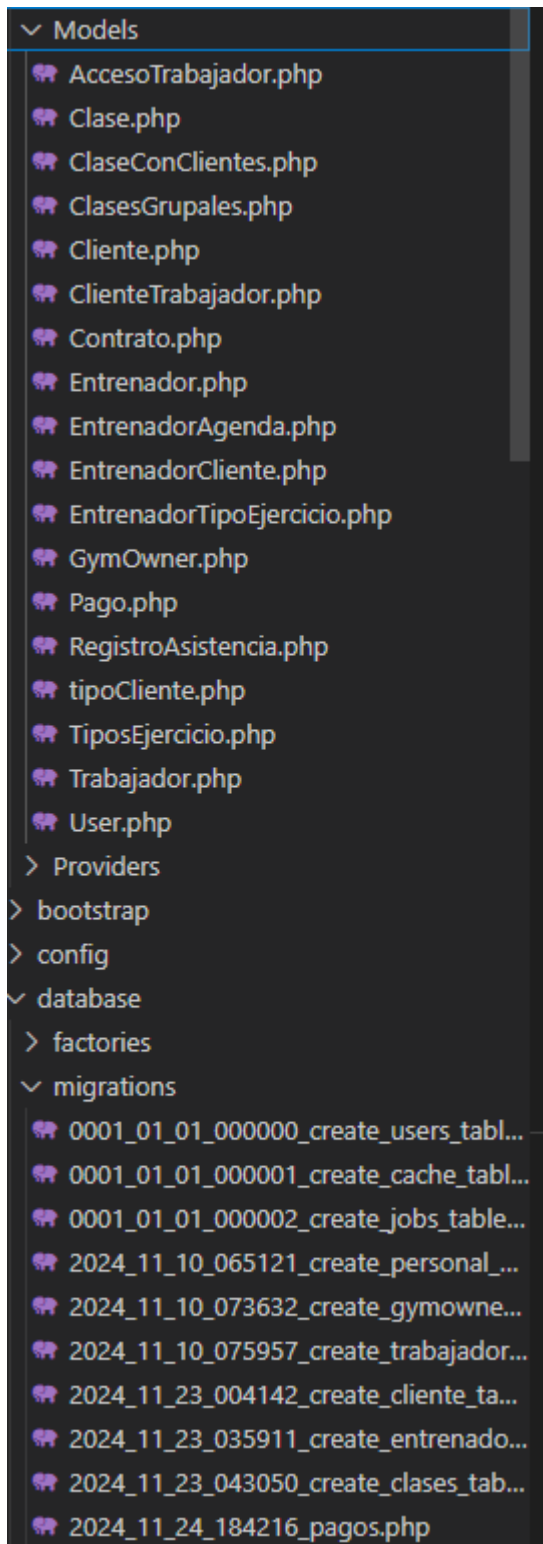 Models
AccesoTrabajador.php
Clase.php
ClaseConClientes.php
ClasesGrupales.php
Cliente.php
ClienteTrabajador.php
Contrato.php
Entrenador.php
EntrenadorAgenda.php
EntrenadorCliente.php
EntrenadorTipoEjercicio.php
GymOwner.php
Pago.php
RegistroAsistencia.php
tipoCliente.php
TiposEjercicio.php
Trabajador.php
User.php
Providers
bootstrap
config
database
factories
migrations
0001_01_01_000000_create_users_tabl...
0001_01_01_000001_create_cache_tabl...
0001_01_01_000002_create_jobs_table...
2024_11_10_065121_create_personal_...
2024_11_10_073632_create_gymowne...
2024_11_10_075957_create_trabajador...
2024_11_23_004142_create_cliente_ta...
2024_11_23_035911_create_entrenado...
2024_11_23_043050_create_clases_tab...
2024_11_24_184216_pagos.php